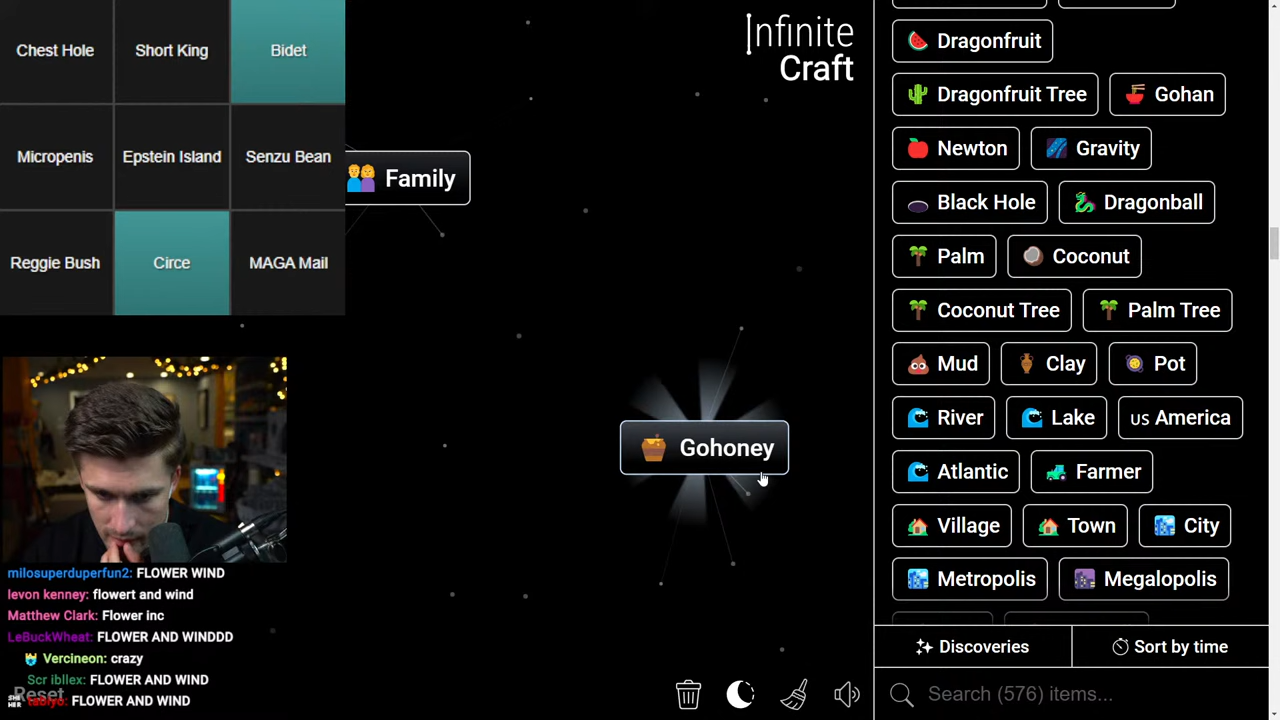 Chest Hole
Short King
Bidet
Micropenis
Epstein Island
Senzu Bean
Reggie Bush
Circe
MAGA Mail
Infinite
Craft
Family
Gohoney
Dragonfruit
Dragonfruit Tree
Gohan
Newton
Gravity
Black Hole
Dragonball
Palm
Coconut
Coconut Tree
Palm Tree
Mud
Clay
Pot
River
Lake
US America
Atlantic
Farmer
Village
Town
City
Metropolis
Megalopolis
Discoveries
Sort by time
Search (576) items...
milosuperduperfun2: FLOWER WIND
levon kenney: flowert and wind
Matthew Clark: Flower inc
LeBuckWheat: FLOWER AND WINDDD
Vercineon: crazy
Scr ibllex: FLOWER AND WIND
FLOWER AND WIND
Reset